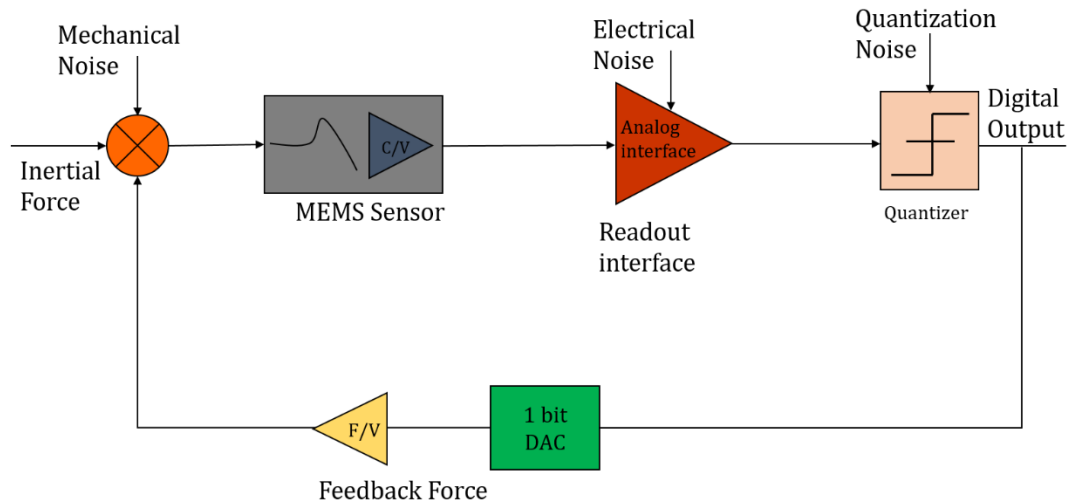 Mechanical
Noise
Electrical
Noise
Quantization
Noise
Digital
Output
Inertial
Force
C/V
MEMS Sensor
Analog
interface
Readout
interface
Quantizer
F/V
1 bit
DAC
Feedback Force